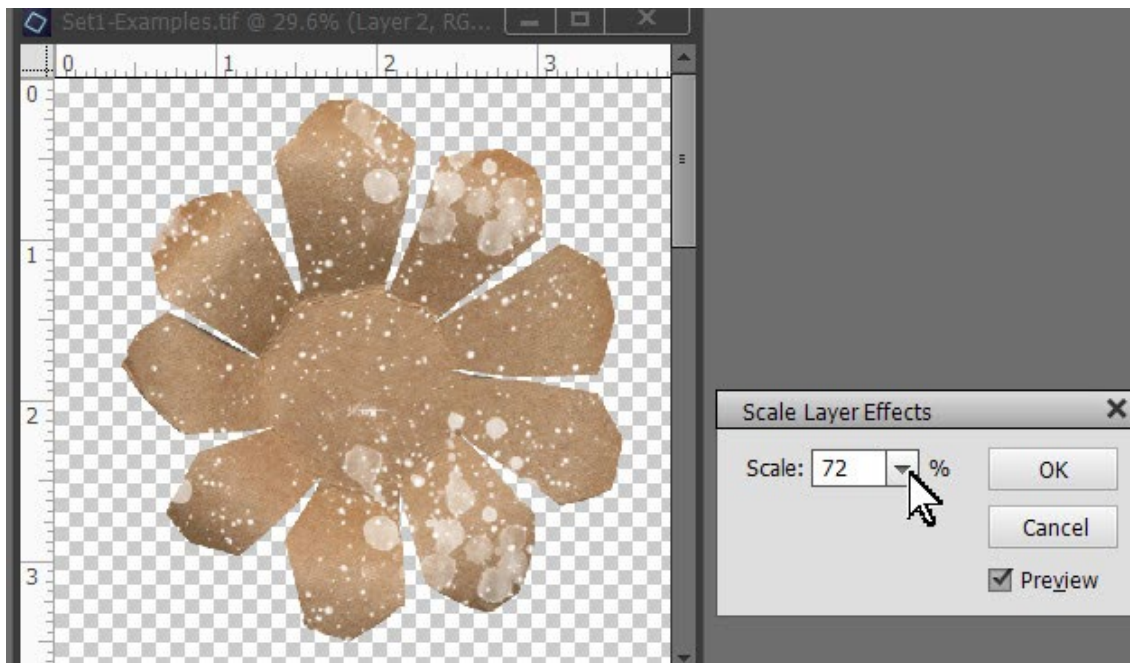 Set1-Examples.tif @ 29.6% (Layer 2, RG...
0 1 2 3
0
1
2
3
Scale Layer Effects
Scale: 72 % OK
Cancel
Preview